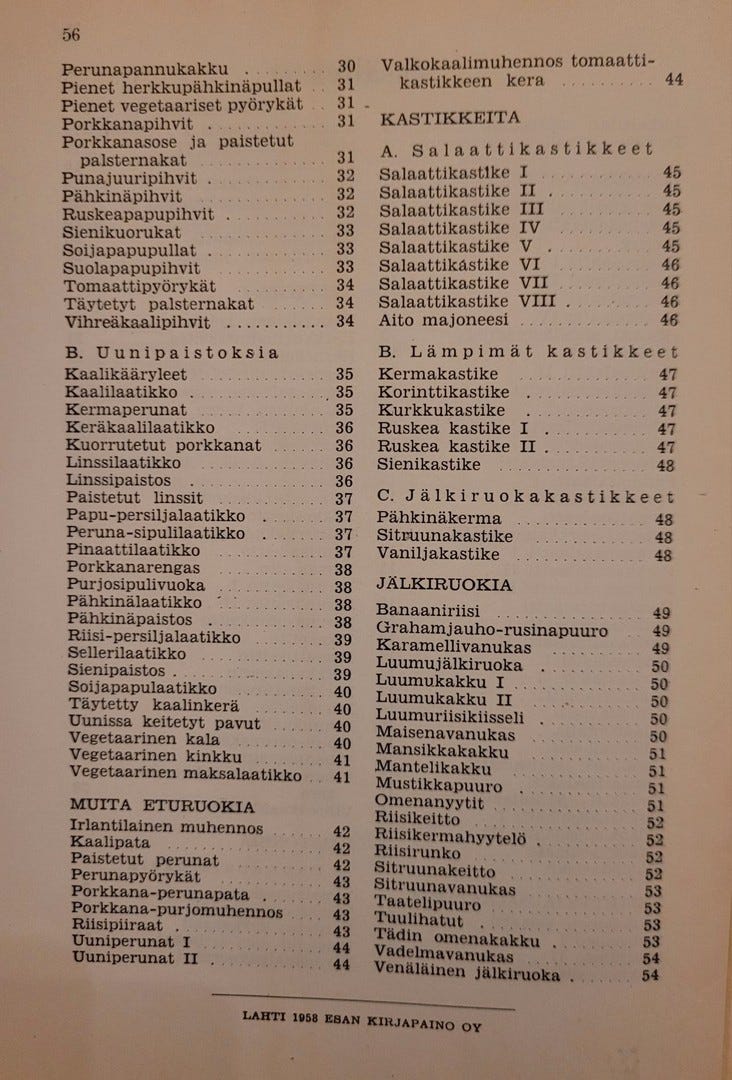 56
Perunapannukakku . . . . . . . . . 30
Pienet herkkupähkinäpullat . . 31
Pienet vegetaariset pyörykät . . 31
Porkkanapihvit . . . . . . . . . . . 31
Porkkanasose ja paistetut
palsternakat . . . . . . . . . . . 31
Punajuuripihvit . . . . . . . . . . 32
Pähkinäpihvit . . . . . . . . . . . 32
Ruskeapapupihvit . . . . . . . . . 32
Sienikuorukat . . . . . . . . . . . 33
Soijapapupullat . . . . . . . . . . 33
Suolapapupihvit . . . . . . . . . . 33
Tomaattipyörykät . . . . . . . . . 34
Täytetyt palsternakat . . . . . . 34
Vihreäkaalipihvit . . . . . . . . . 34
B. Uunipaistoksia
Kaalikääryleet . . . . . . . . . . . 35
Kaalilaatikko . . . . . . . . . . . . 35
Kermaperunat . . . . . . . . . . . 35
Keräkaalilaatikko . . . . . . . . . 36
Kuorrutetut porkkanat . . . . . 36
Linssilaatikko . . . . . . . . . . . 36
Linssipaistos . . . . . . . . . . . . 36
Paistetut linssit . . . . . . . . . . 37
Papu-persiljalaatikko . . . . . . 37
Peruna-sipulilaatikko . . . . . . 37
Pinaattilaatikko . . . . . . . . . . 37
Porkkanarengas . . . . . . . . . . 38
Purjosipulivuoka . . . . . . . . . 38
Pähkinälaatikko . . . . . . . . . . 38
Pähkinäpaistos . . . . . . . . . . . 38
Riisi-persiljalaatikko . . . . . . . 39
Sellerilaatikko . . . . . . . . . . . 39
Sienipaistos . . . . . . . . . . . . . 39
Soijapapulaatikko . . . . . . . . . 40
Täytetty kaalinkerä . . . . . . . 40
Uunissa keitetyt pavut . . . . . 40
Vegetaarinen kala . . . . . . . . 40
Vegetaarinen kinkku . . . . . . . 41
Vegetaarinen maksalaatikko . . 41
MUITA ETURUOKIA
Irlantilainen muhennos . . . . . 42
Kaalipata . . . . . . . . . . . . . . 42
Paistetut perunat . . . . . . . . . 42
Perunapyörykät . . . . . . . . . . 43
Porkkana-perunapata . . . . . . 43
Porkkana-purjomuhennos . . . . 43
Riisipiiraat . . . . . . . . . . . . . 43
Uuniperunat I . . . . . . . . . . . 44
Uuniperunat II . . . . . . . . . . 44
Valkokaalimuhennos tomaatti-
kastikkeen kera . . . . . . . . . 44
KASTIKKEITA
A. Salaattikastikkeet
Salaattikastike I . . . . . . . . . . 45
Salaattikastike II . . . . . . . . . 45
Salaattikastike III . . . . . . . . . 45
Salaattikastike IV . . . . . . . . . 45
Salaattikastike V . . . . . . . . . 45
Salaattikastike VI . . . . . . . . . 46
Salaattikastike VII . . . . . . . . 46
Salaattikastike VIII . . . . . . . . 46
Aito majoneesi . . . . . . . . . . . 46
B. Lämpimät kastikkeet
Kermakastike . . . . . . . . . . . 47
Korinttikastike . . . . . . . . . . 47
Kurkkukastike . . . . . . . . . . . 47
Ruskea kastike I . . . . . . . . . . 47
Ruskea kastike II . . . . . . . . . 47
Sienikastike . . . . . . . . . . . . 48
C. Jälkiruokakastikkeet
Pähkinäkerma . . . . . . . . . . . 48
Sitruunakastike . . . . . . . . . . 48
Vaniljakastike . . . . . . . . . . . 48
JÄLKIRUOKIA
Banaaniriisi . . . . . . . . . . . . 49
Grahamjauho-rusinapuuro . . 49
Karamellivanukas . . . . . . . . . 49
Luumujälkiruoka . . . . . . . . . 50
Luumukakku I . . . . . . . . . . . 50
Luumukakku II . . . . . . . . . . 50
Luumuriisikiisseli . . . . . . . . . 50
Maisenavanukas . . . . . . . . . . 50
Mansikkakakku . . . . . . . . . . 51
Mantelikakku . . . . . . . . . . . 51
Mustikkapuuro . . . . . . . . . . . 51
Omenanyytit . . . . . . . . . . . . 51
Riisikeitto . . . . . . . . . . . . . 52
Riisikermahyytelö . . . . . . . . . 52
Riisirunko . . . . . . . . . . . . . 52
Sitruunakeitto . . . . . . . . . . . 52
Sitruunavanukas . . . . . . . . . . 53
Taatelipuuro . . . . . . . . . . . . 53
Tuulihatut . . . . . . . . . . . . . 53
Tädin omenakakku . . . . . . . . 53
Vadelmavanukas . . . . . . . . . . 54
Venäläinen jälkiruoka . . . . . . 54
LAHTI 1958 ESAN KIRJAPAINO OY